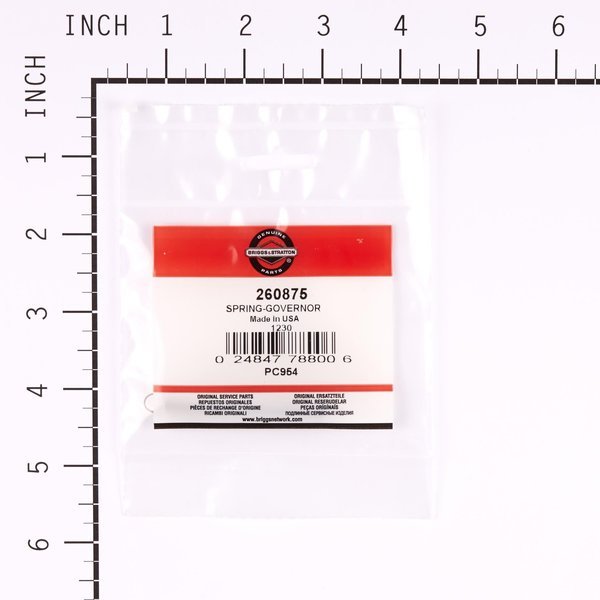 INCH 1 2 3 4 5 6
INCH
1
2
3
4
5
6
GENUINE
BRIGGS & STRATTON
®
PARTS
260875
SPRING-GOVERNOR
Made in USA
1230
0 24847 78800 6
PC954
ORIGINAL SERVICE PARTS ORIGINAL ERSATZTEILE
REPUESTOS ORIGINALES ORIGINAL RESERUDELAR
PIÈCES DE RECHANGE D'ORIGINE PEÇAS ORIGINAIS
RICAMBI ORIGINALI ПОДЛИННЫЕ СЕРВИСНЫЕ ИЗДЕЛИЯ
www.briggsnetwork.com